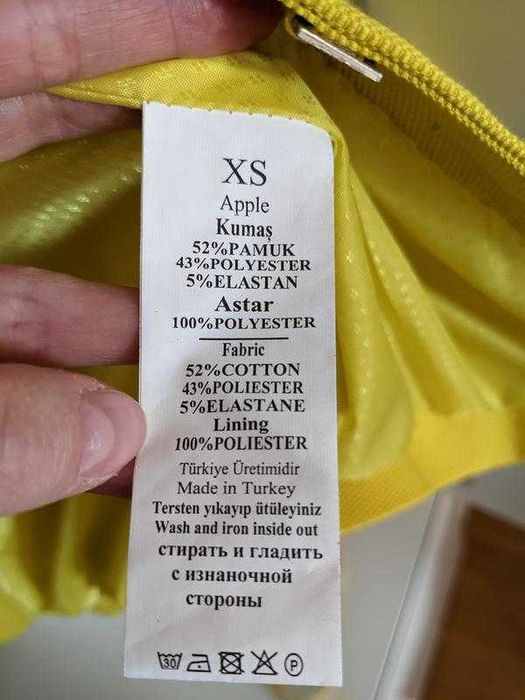 XS
Apple
Kumaş
52%PAMUK
43%POLYESTER
5%ELASTAN
Astar
100%POLYESTER
Fabric
52%COTTON
43%POLIESTER
5%ELASTANE
Lining
100%POLIESTER
Türkiye Üretimidir
Made in Turkey
Tersten yıkayıp ütüleyiniz
Wash and iron inside out
стирать и гладить
с изнаночной
стороны
30 P